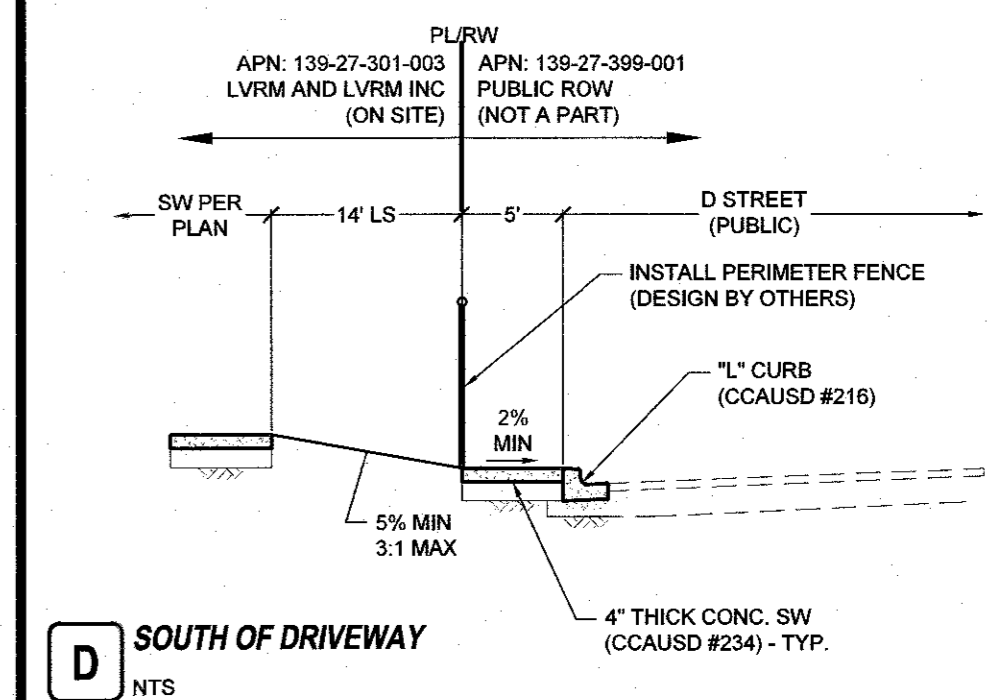 PL/RW
APN: 139-27-301-003
LVRM AND LVRM INC
(ON SITE)
APN: 139-27-399-001
PUBLIC ROW
(NOT A PART)
SW PER
PLAN
14' LS
5'
D STREET
(PUBLIC)
INSTALL PERIMETER FENCE
(DESIGN BY OTHERS)
"L" CURB
(CCAUSD #216)
2%
MIN
5% MIN
3:1 MAX
4" THICK CONC. SW
(CCAUSD #234) - TYP.
D
SOUTH OF DRIVEWAY
NTS